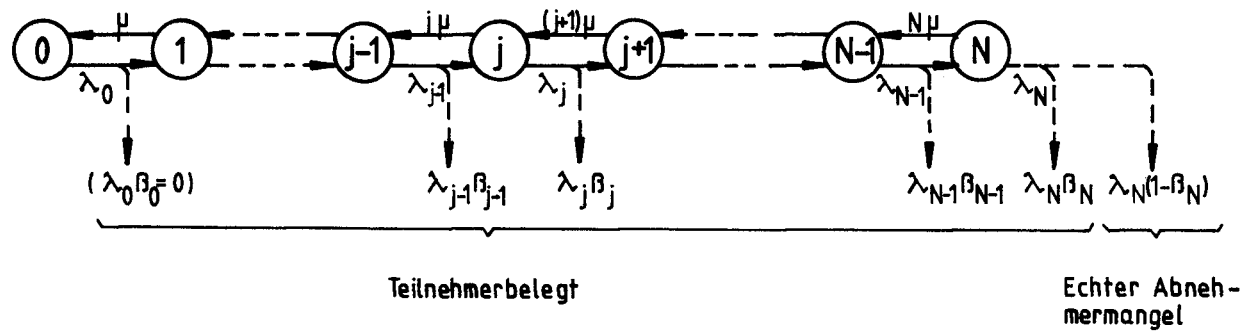 μ jμ (j+1)μ Nμ
0 1 j-1 j j+1 N-1 N
λ₀ λⱼ₋₁ λⱼ λN-1 λN
(λ₀β₀=0) λⱼ₋₁βⱼ₋₁ λⱼβⱼ λN-1βN-1 λNβN λN(1-βN)
Teilnehmerbelegt
Echter Abneh-
mermangel